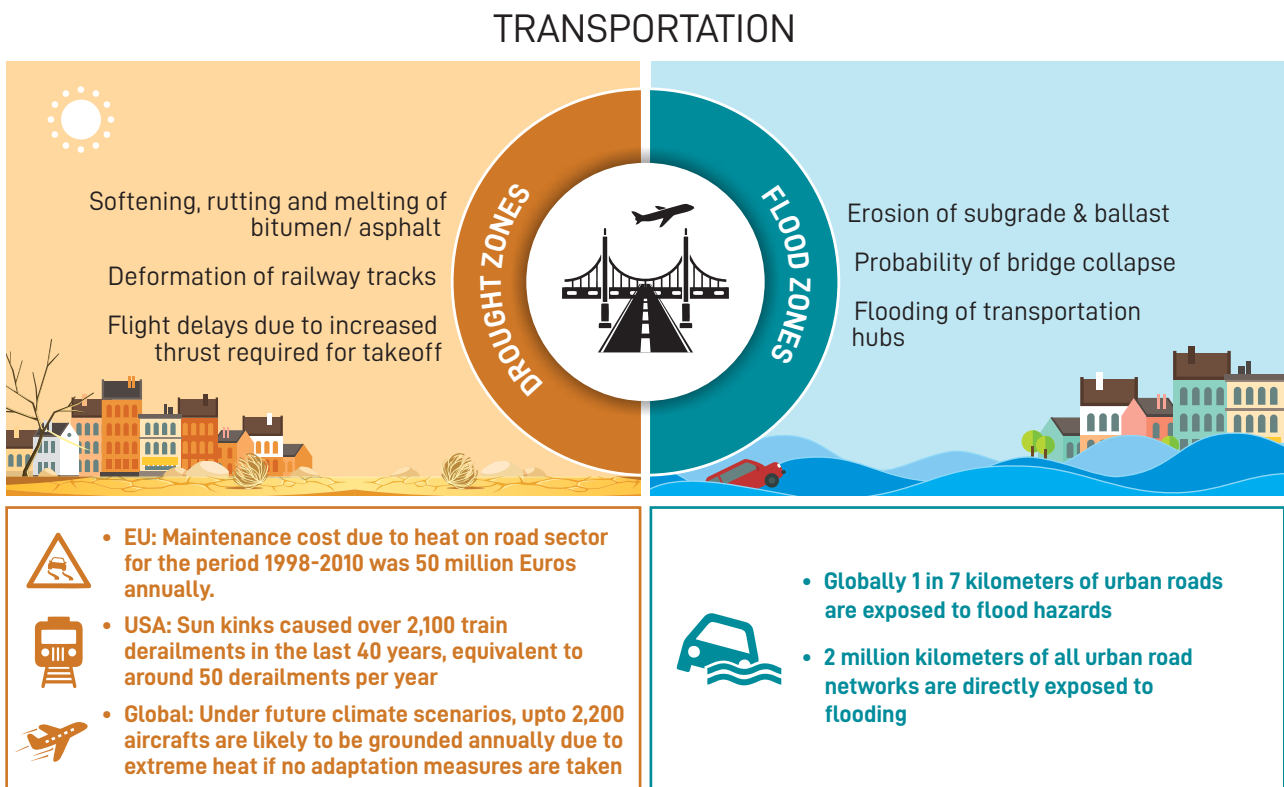 TRANSPORTATION
Softening, rutting and melting of
bitumen/ asphalt
Deformation of railway tracks
Flight delays due to increased
thrust required for takeoff
DROUGHT ZONES
FLOOD ZONES
Erosion of subgrade & ballast
Probability of bridge collapse
Flooding of transportation
hubs
• EU: Maintenance cost due to heat on road sector
for the period 1998-2010 was 50 million Euros
annually.
• USA: Sun kinks caused over 2,100 train
derailments in the last 40 years, equivalent to
around 50 derailments per year
• Global: Under future climate scenarios, upto 2,200
aircrafts are likely to be grounded annually due to
extreme heat if no adaptation measures are taken
• Globally 1 in 7 kilometers of urban roads
are exposed to flood hazards
• 2 million kilometers of all urban road
networks are directly exposed to
flooding